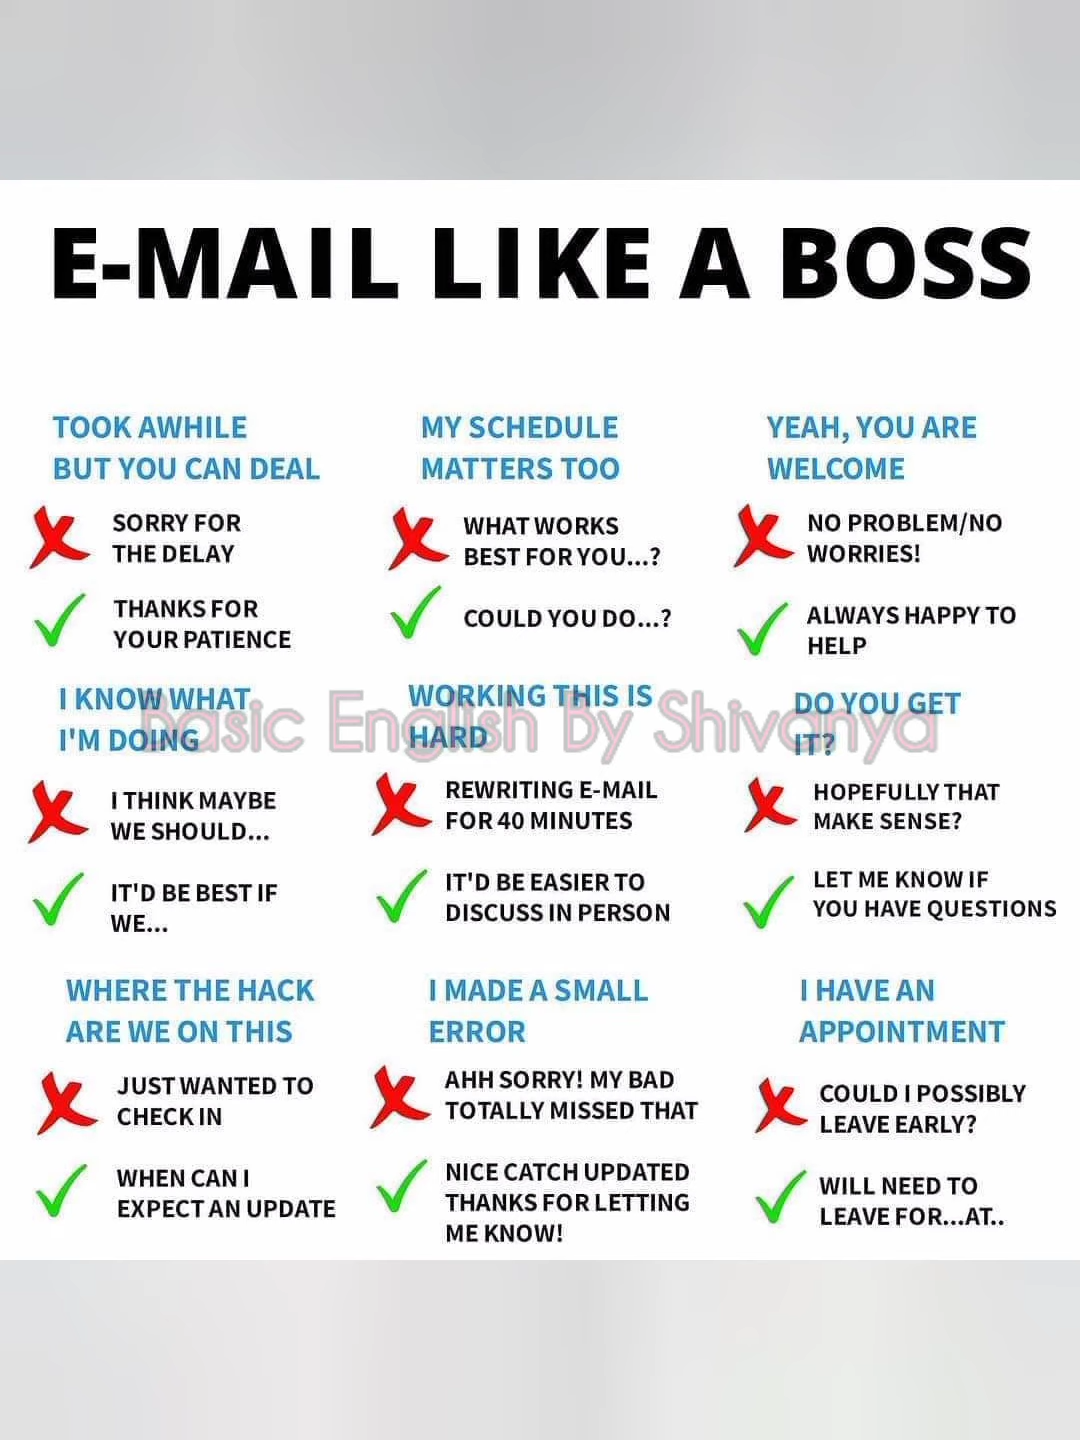 E-MAIL LIKE A BOSS
TOOK AWHILE
BUT YOU CAN DEAL
SORRY FOR
THE DELAY
THANKS FOR
YOUR PATIENCE
MY SCHEDULE
MATTERS TOO
WHAT WORKS
BEST FOR YOU...?
COULD YOU DO...?
YEAH, YOU ARE
WELCOME
NO PROBLEM/NO
WORRIES!
ALWAYS HAPPY TO
HELP
Basic English By Shivanya
I KNOW WHAT
I'M DOING
I THINK MAYBE
WE SHOULD...
IT'D BE BEST IF
WE...
WORKING THIS IS
HARD
REWRITING E-MAIL
FOR 40 MINUTES
IT'D BE EASIER TO
DISCUSS IN PERSON
DO YOU GET
IT?
HOPEFULLY THAT
MAKE SENSE?
LET ME KNOW IF
YOU HAVE QUESTIONS
WHERE THE HACK
ARE WE ON THIS
JUST WANTED TO
CHECK IN
WHEN CAN I
EXPECT AN UPDATE
I MADE A SMALL
ERROR
AHH SORRY! MY BAD
TOTALLY MISSED THAT
NICE CATCH UPDATED
THANKS FOR LETTING
ME KNOW!
I HAVE AN
APPOINTMENT
COULD I POSSIBLY
LEAVE EARLY?
WILL NEED TO
LEAVE FOR...AT..